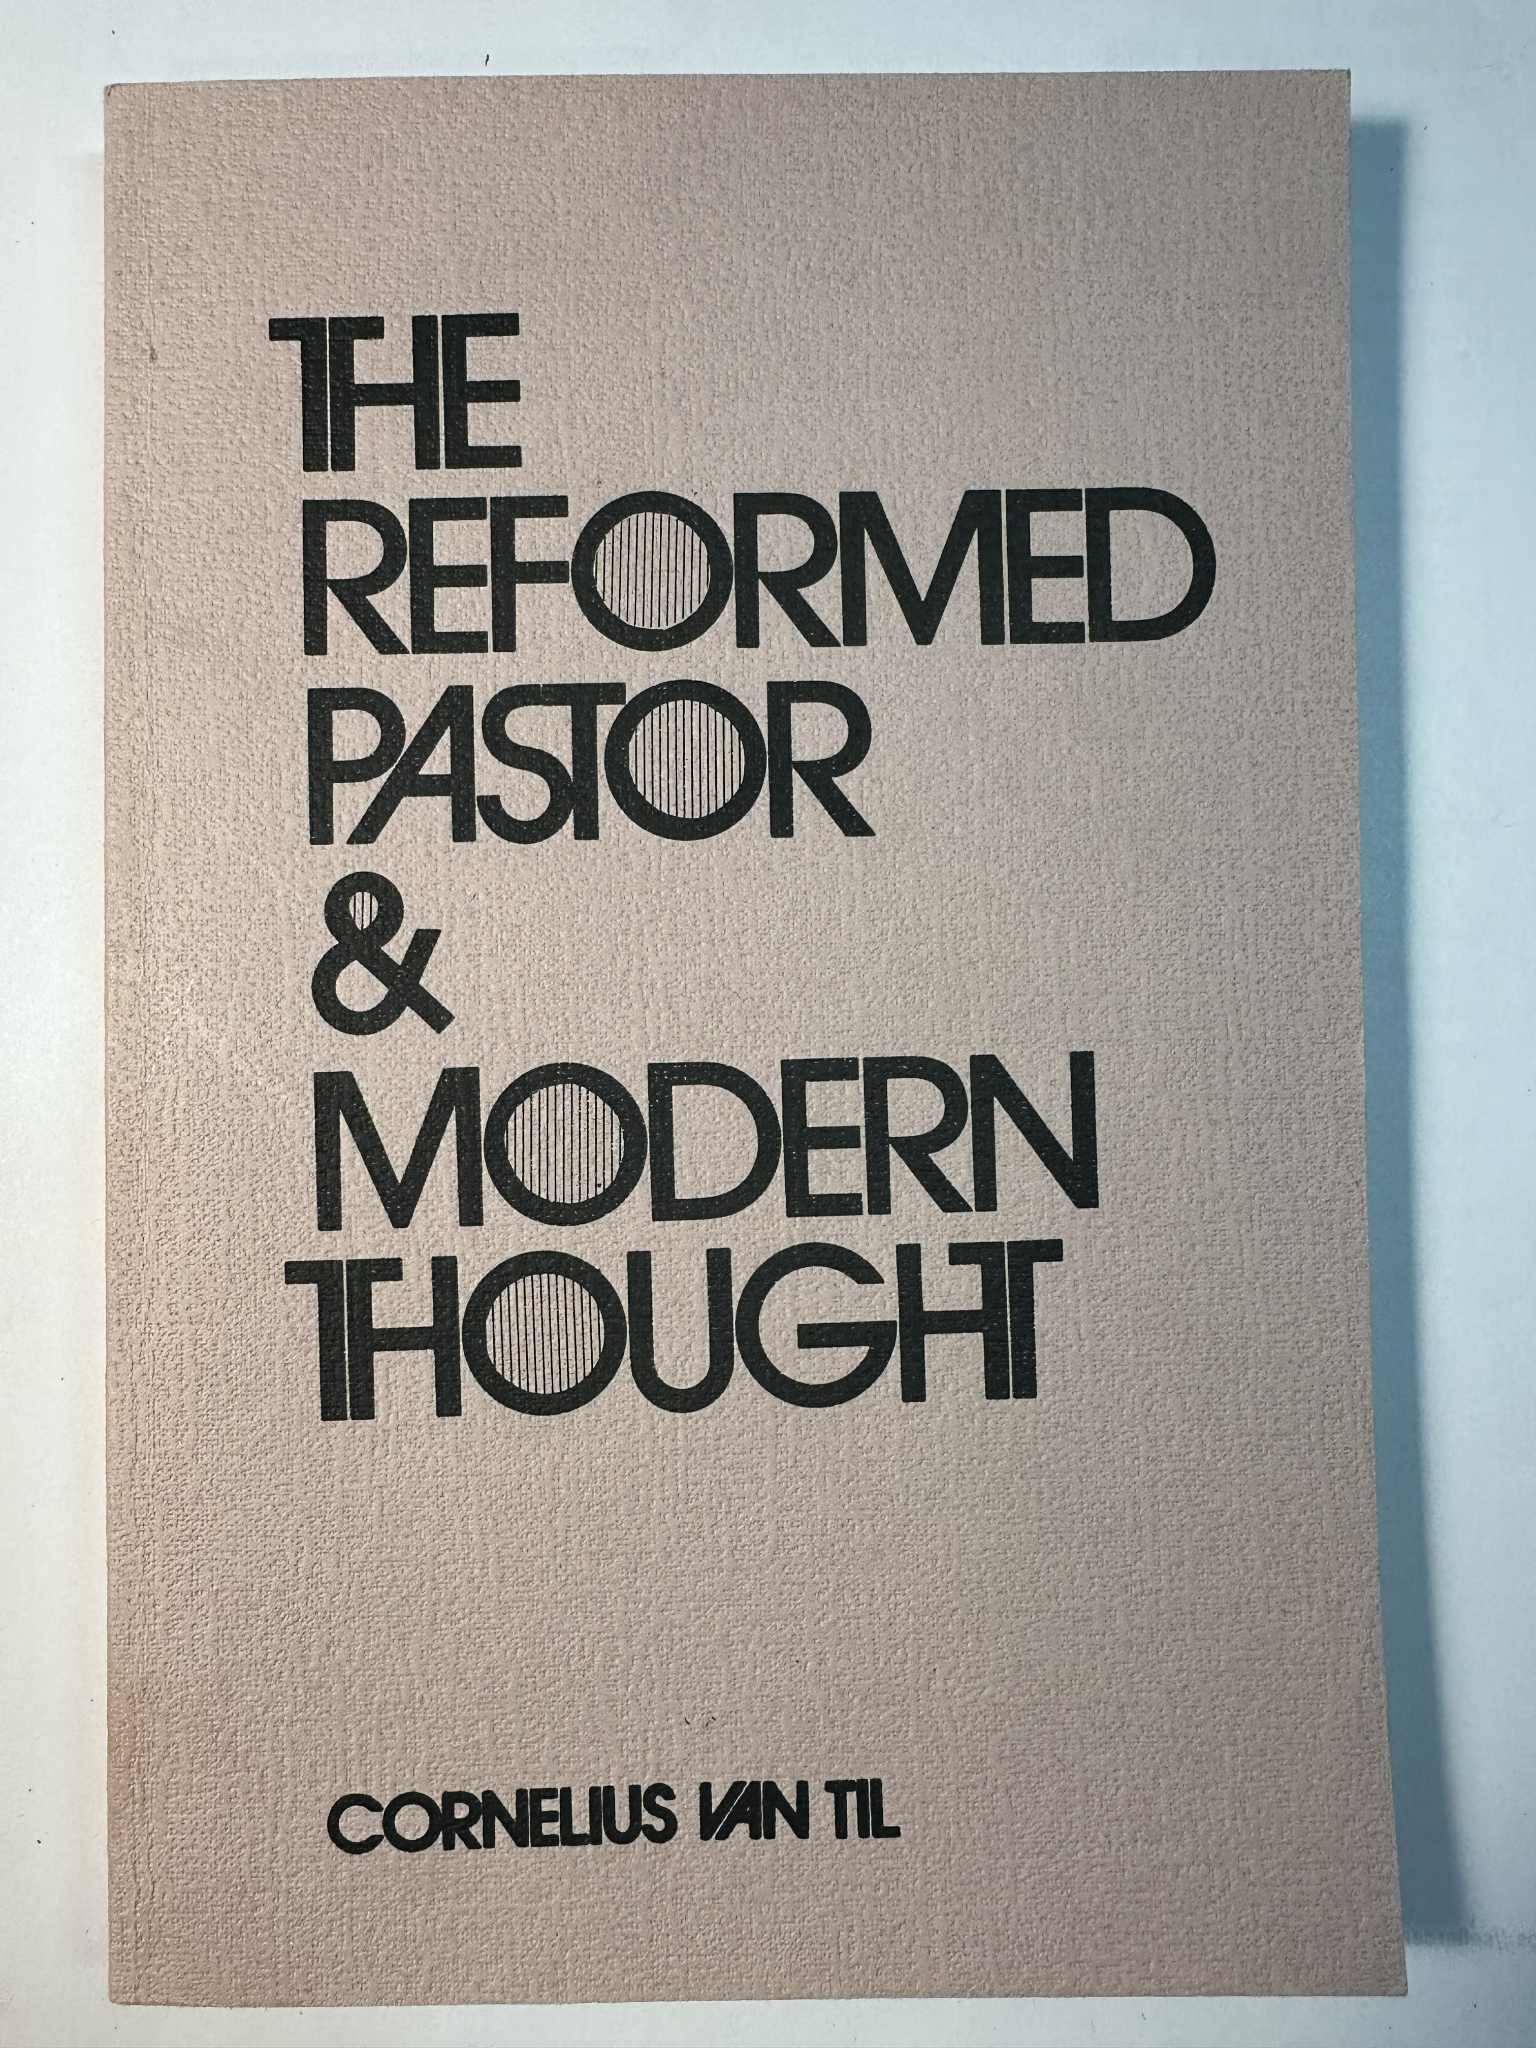 THE
REFORMED
PASTOR
&
MODERN
THOUGHT
CORNELIUS VAN TIL